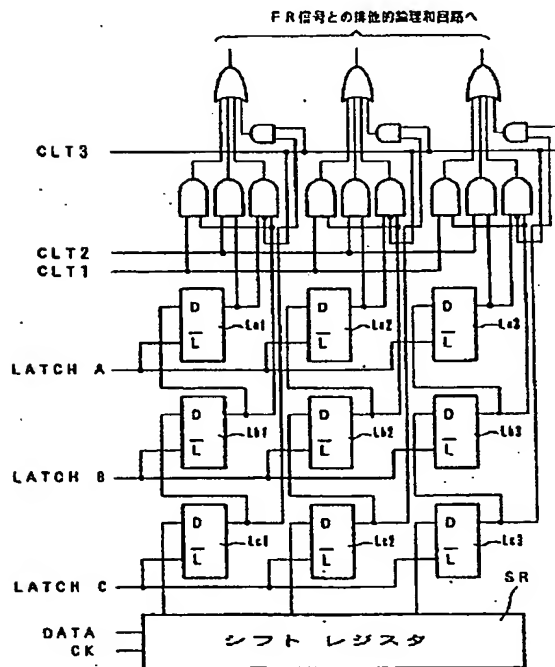 FR信号との排他的論理和回路へ
CLT3
CLT2
CLT1
D
L
La1
D
L
La2
D
L
La3
LATCH A
D
L
Lb1
D
L
Lb2
D
L
Lb3
LATCH B
D
L
Lc1
D
L
Lc2
D
L
Lc3
LATCH C
SR
DATA
CK
シフト レジスタ